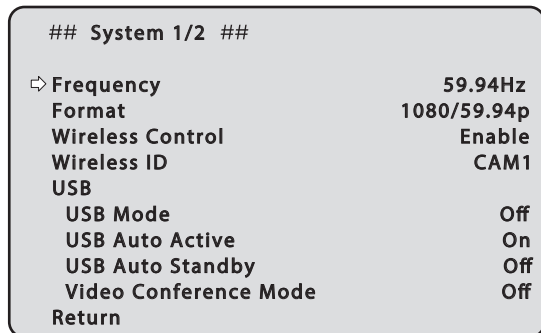 ## System 1/2 ##
Frequency 59.94Hz
Format 1080/59.94p
Wireless Control Enable
Wireless ID CAM1
USB
USB Mode Off
USB Auto Active On
USB Auto Standby Off
Video Conference Mode Off
Return